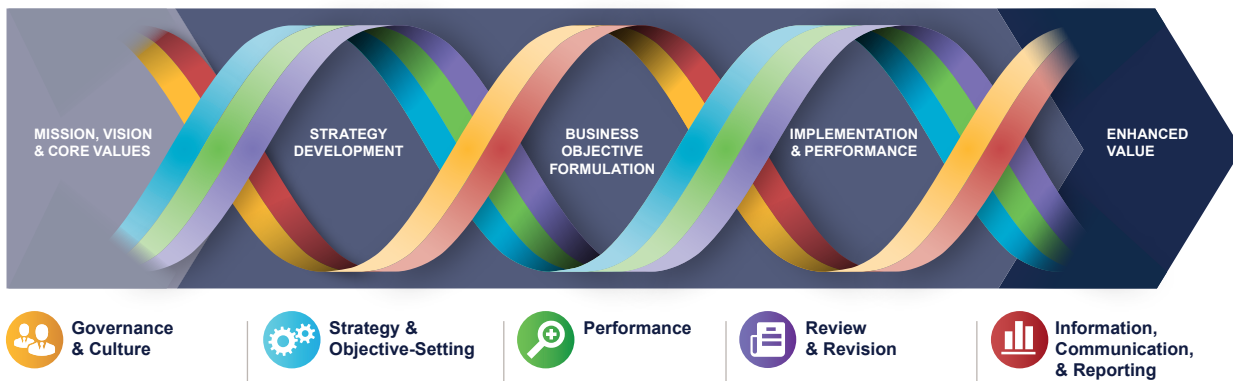 MISSION, VISION
& CORE VALUES
STRATEGY
DEVELOPMENT
BUSINESS
OBJECTIVE
FORMULATION
IMPLEMENTATION
& PERFORMANCE
ENHANCED
VALUE
Governance
& Culture
Strategy &
Objective-Setting
Performance
Review
& Revision
Information,
Communication,
& Reporting